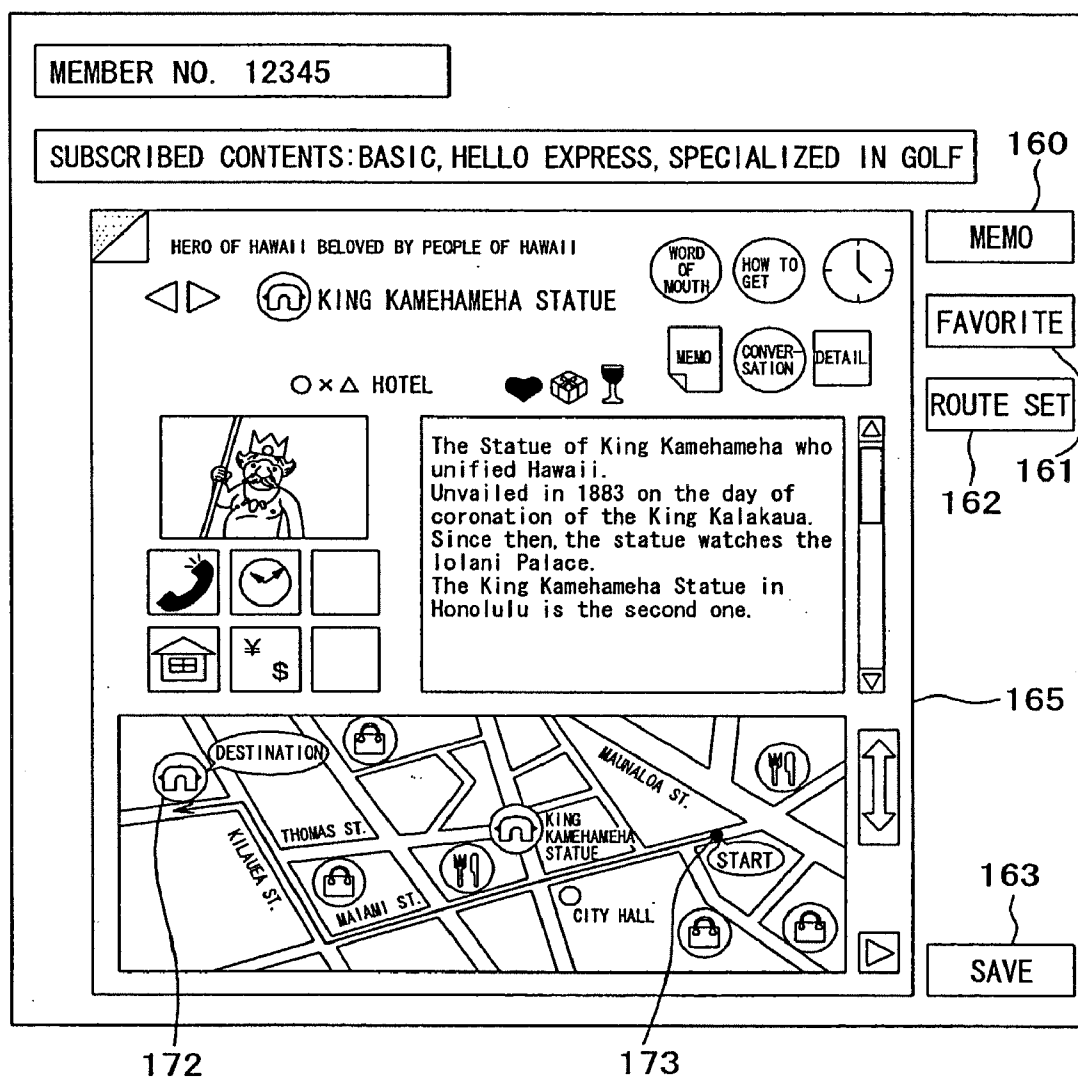 MEMBER NO. 12345
SUBSCRIBED CONTENTS:BASIC, HELLO EXPRESS, SPECIALIZED IN GOLF
160
MEMO
FAVORITE
ROUTE SET
161
162
HERO OF HAWAII BELOVED BY PEOPLE OF HAWAII
KING KAMEHAMEHA STATUE
WORD
OF
MOUTH
HOW TO
GET
MEMO
CONVER-
SATION
DETAIL
○×△ HOTEL
The Statue of King Kamehameha who
unified Hawaii.
Unvailed in 1883 on the day of
coronation of the King Kalakaua.
Since then, the statue watches the
Iolani Palace.
The King Kamehameha Statue in
Honolulu is the second one.
¥
$
165
DESTINATION
MAUNALOA ST.
THOMAS ST.
KING
KAMEHAMEHA
STATUE
START
KILAUEA ST.
MAIAMI ST.
CITY HALL
163
SAVE
172
173